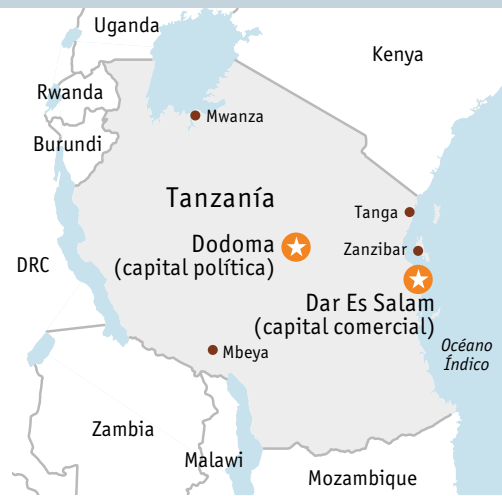 Uganda
Kenya
Rwanda
Mwanza
Burundi
Tanzanía
Tanga
Dodoma
(capital política)
Zanzibar
DRC
Dar Es Salam
(capital comercial)
Océano
Índico
Mbeya
Zambia
Malawi
Mozambique